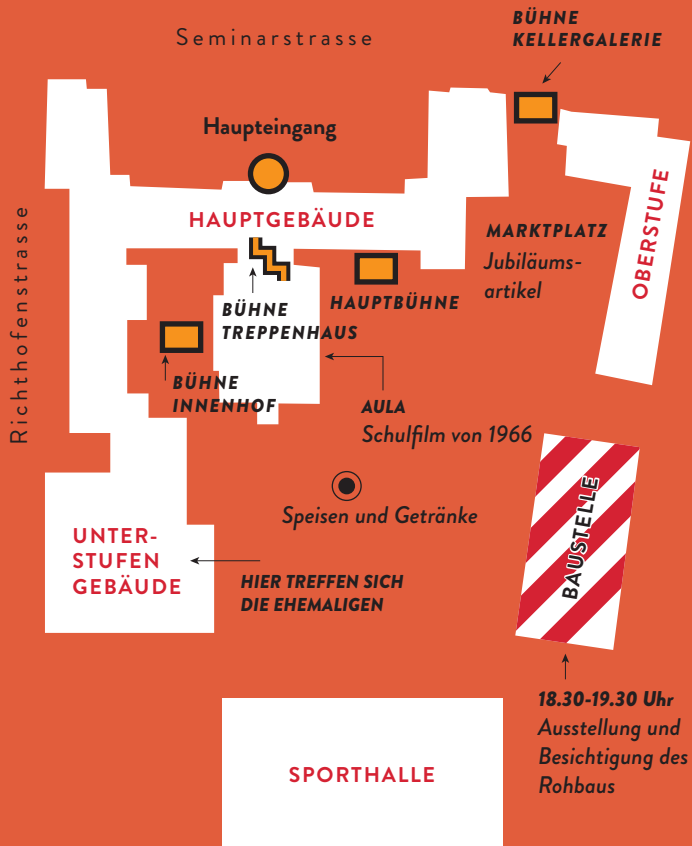 BÜHNE
KELLERGALERIE
Seminarstrasse
Haupteingang
HAUPTGEBÄUDE
OBERSTUFE
Richthofenstrasse
MARKTPLATZ
Jubiläums-
artikel
BÜHNE
TREPPENHAUS
HAUPTBÜHNE
BÜHNE
INNENHOF
AULA
Schulfilm von 1966
Speisen und Getränke
BAUSTELLE
UNTER-
STUFEN
GEBÄUDE
HIER TREFFEN SICH
DIE EHEMALIGEN
18.30-19.30 Uhr
Ausstellung und
Besichtigung des
Rohbaus
SPORTHALLE